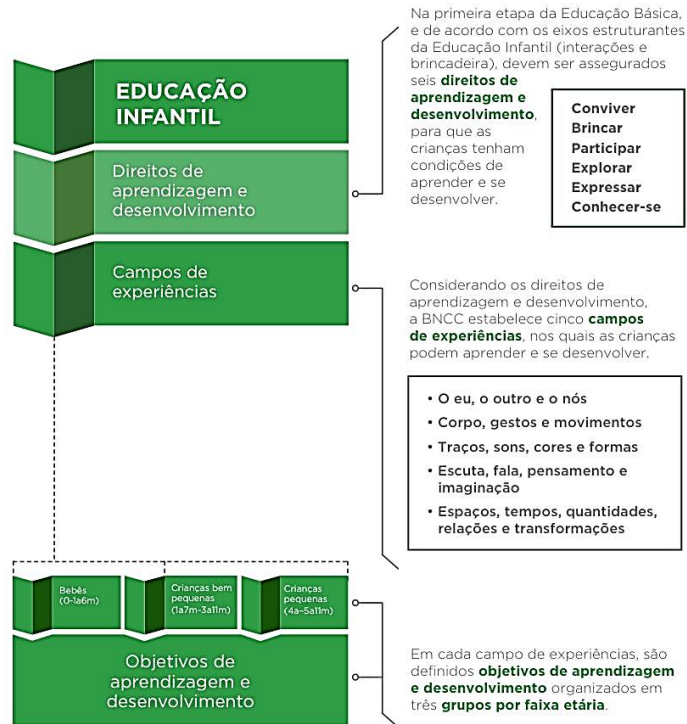 Na primeira etapa da Educação Básica,
e de acordo com os eixos estruturantes
da Educação Infantil (interações e
brincadeira), devem ser assegurados
seis direitos de
aprendizagem e
desenvolvimento,
para que as
crianças tenham
condições de
aprender e se
desenvolver.
Conviver
Brincar
Participar
Explorar
Expressar
Conhecer-se
EDUCAÇÃO
INFANTIL
Direitos de
aprendizagem e
desenvolvimento
Campos de
experiências
Considerando os direitos de
aprendizagem e desenvolvimento,
a BNCC estabelece cinco campos
de experiências, nos quais as crianças
podem aprender e se desenvolver.
• O eu, o outro e o nós
• Corpo, gestos e movimentos
• Traços, sons, cores e formas
• Escuta, fala, pensamento e
imaginação
• Espaços, tempos, quantidades,
relações e transformações
Bebês
(0-1a6m)
Crianças bem
pequenas
(1a7m-3a11m)
Crianças
pequenas
(4a-5a11m)
Objetivos de
aprendizagem e
desenvolvimento
Em cada campo de experiências, são
definidos objetivos de aprendizagem
e desenvolvimento organizados em
três grupos por faixa etária.